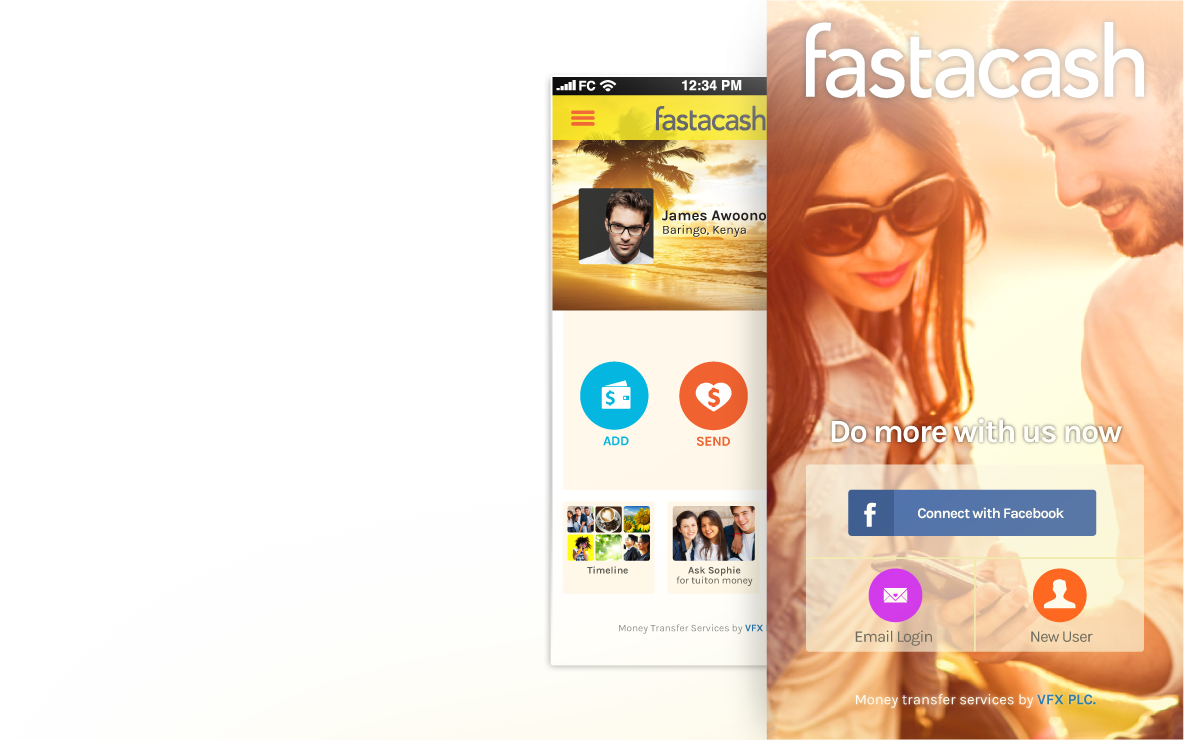 FC 12:34 PM
fastacash
James Awoono
Baringo, Kenya
ADD
SEND
Timeline
Ask Sophie
for tuiton money
Money Transfer Services by VFX
fastacash
Do more with us now
f Connect with Facebook
Email Login
New User
Money transfer services by VFX PLC.